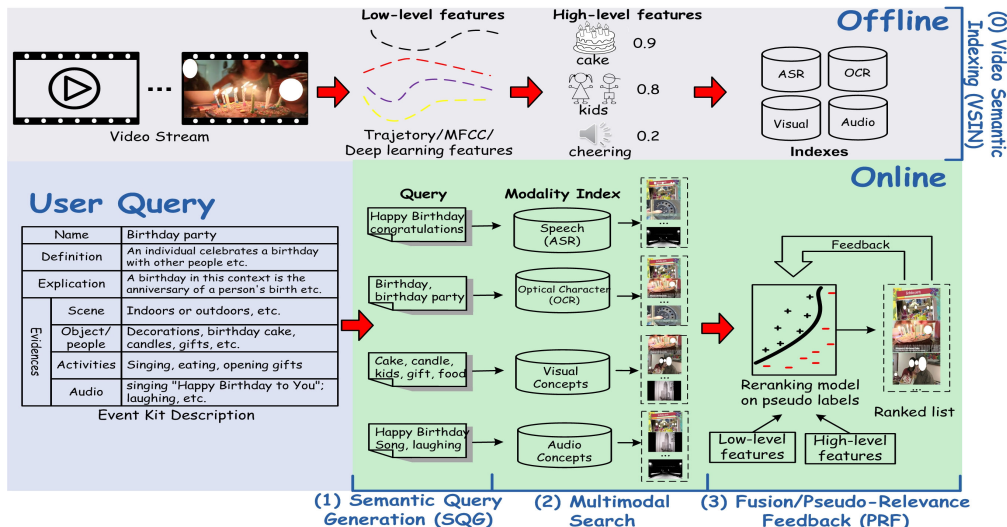 Low-level features
High-level features
Offline
(0) Video Semantic
Indexing (VSIN)
0.9
cake
0.8
kids
0.2
cheering
Video Stream
Trajetory/MFCC/
Deep learning features
ASR
OCR
Visual
Audio
Indexes
Online
User Query
Name
Birthday party
Definition
An individual celebrates a birthday
with other people etc.
Explication
A birthday in this context is the
anniversary of a person's birth etc.
Evidences
Scene
Indoors or outdoors, etc.
Object/
people
Decorations, birthday cake,
candles, gifts, etc.
Activities
Singing, eating, opening gifts
Audio
singing "Happy Birthday to You";
laughing, etc.
Event Kit Description
Query
Modality Index
Happy Birthday
congratulations
Speech
(ASR)
Birthday,
birthday party
Optical Character
(OCR)
Cake, candle,
kids, gift, food
Visual
Concepts
Happy Birthday
Song, laughing
Audio
Concepts
Feedback
Reranking model
on pseudo labels
Ranked list
Low-level
features
High-level
features
(1) Semantic Query
Generation (SQG)
(2) Multimodal
Search
(3) Fusion/Pseudo-Relevance
Feedback (PRF)